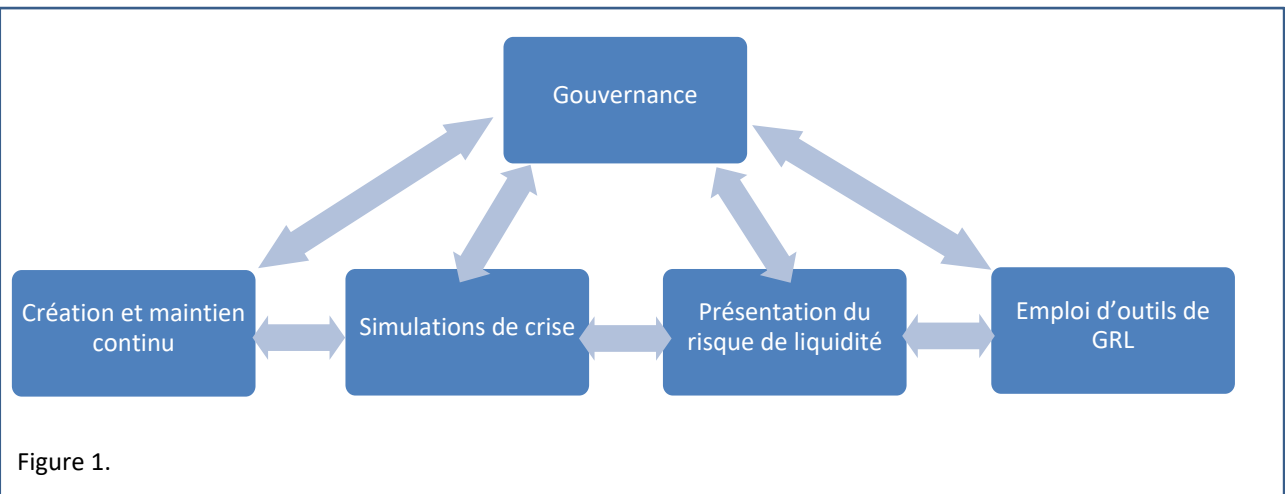 Gouvernance
Création et maintien
continu
Simulations de crise
Présentation du
risque de liquidité
Emploi d’outils de
GRL
Figure 1.